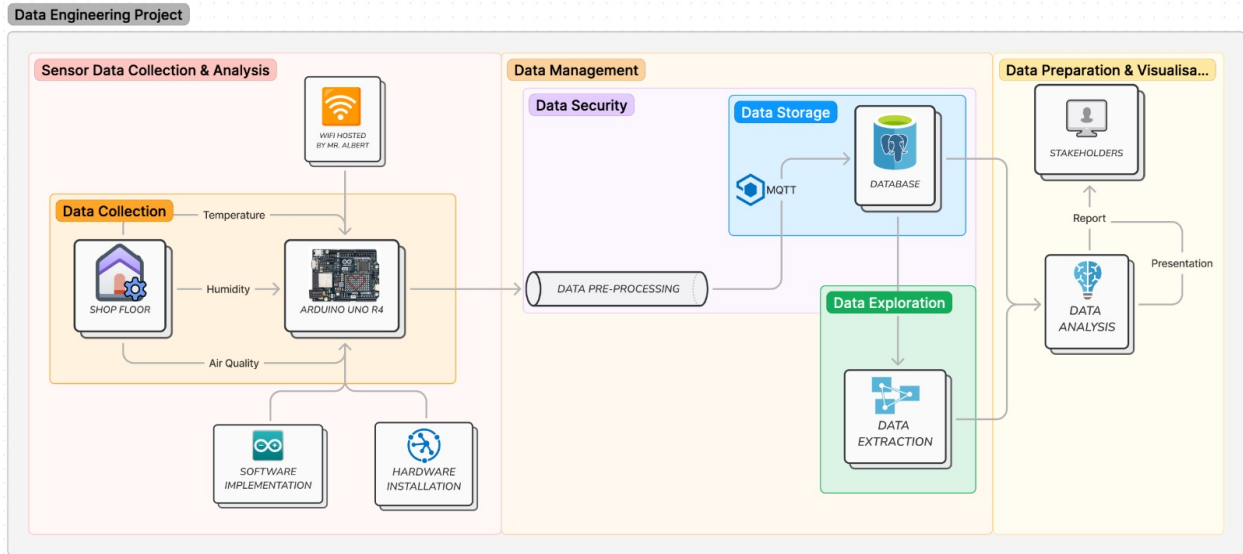 Data Engineering Project
Sensor Data Collection & Analysis
WIFI HOSTED
BY MR. ALBERT
Data Collection
Temperature
SHOP FLOOR
Humidity
ARDUINO UNO R4
Air Quality
SOFTWARE
IMPLEMENTATION
HARDWARE
INSTALLATION
Data Management
Data Security
DATA PRE-PROCESSING
Data Storage
MQTT
DATABASE
Data Exploration
DATA
EXTRACTION
Data Preparation & Visualisa...
STAKEHOLDERS
Report
Presentation
DATA
ANALYSIS